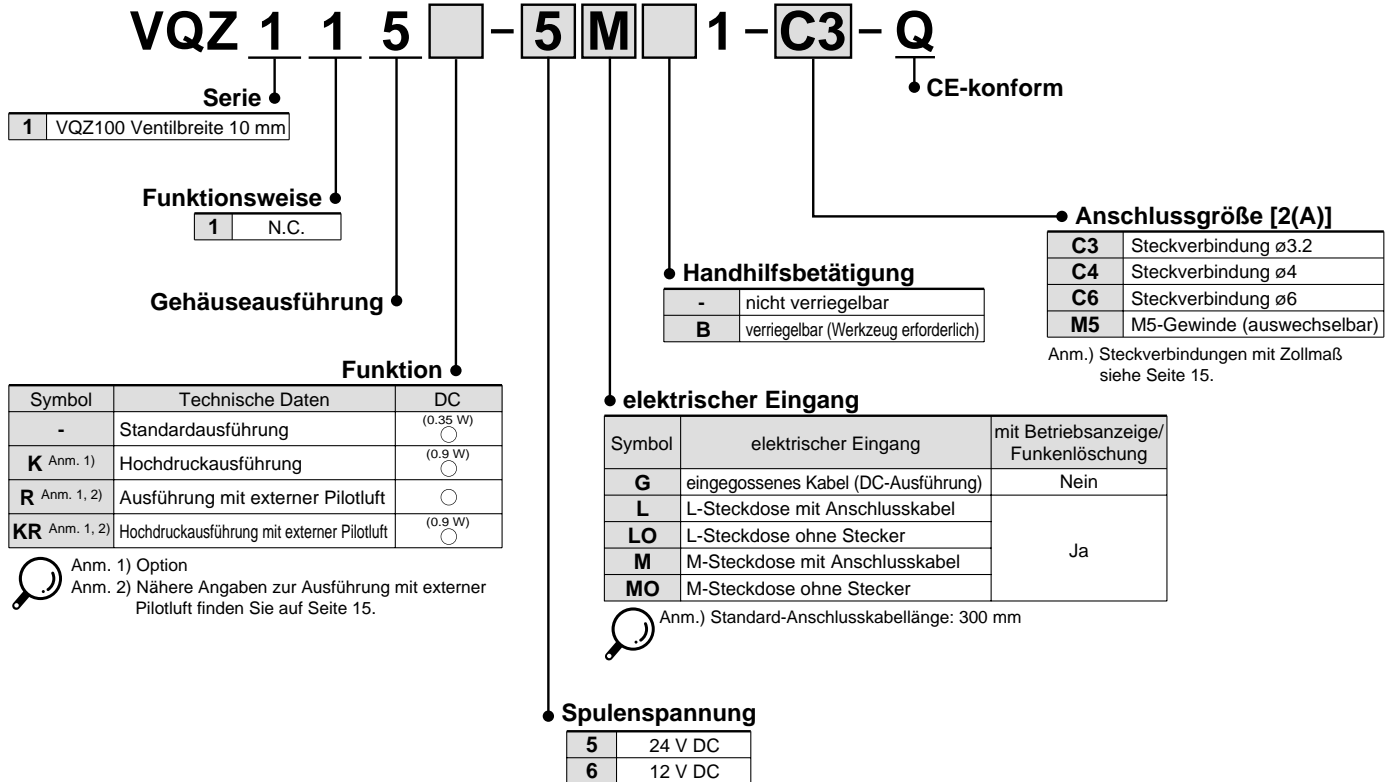 VQZ 1 1 5 - 5 M 1 - C3 - Q
CE-konform
Serie
1 VQZ100 Ventilbreite 10 mm
Funktionsweise
1 N.C.
Gehäuseausführung
Funktion
Symbol Technische Daten DC
- Standardausführung (0.35 W) ○
K Anm. 1) Hochdruckausführung (0.9 W) ○
R Anm. 1, 2) Ausführung mit externer Pilotluft ○
KR Anm. 1, 2) Hochdruckausführung mit externer Pilotluft (0.9 W) ○
Anm. 1) Option
Anm. 2) Nähere Angaben zur Ausführung mit externer
Pilotluft finden Sie auf Seite 15.
Handhilfsbetätigung
- nicht verriegelbar
B verriegelbar (Werkzeug erforderlich)
Anschlussgröße [2(A)]
C3 Steckverbindung ø3.2
C4 Steckverbindung ø4
C6 Steckverbindung ø6
M5 M5-Gewinde (auswechselbar)
Anm.) Steckverbindungen mit Zollmaß
siehe Seite 15.
elektrischer Eingang
Symbol elektrischer Eingang mit Betriebsanzeige/
Funkenlöschung
G eingegossenes Kabel (DC-Ausführung) Nein
L L-Steckdose mit Anschlusskabel
LO L-Steckdose ohne Stecker
Ja
M M-Steckdose mit Anschlusskabel
MO M-Steckdose ohne Stecker
Anm.) Standard-Anschlusskabellänge: 300 mm
Spulenspannung
5 24 V DC
6 12 V DC